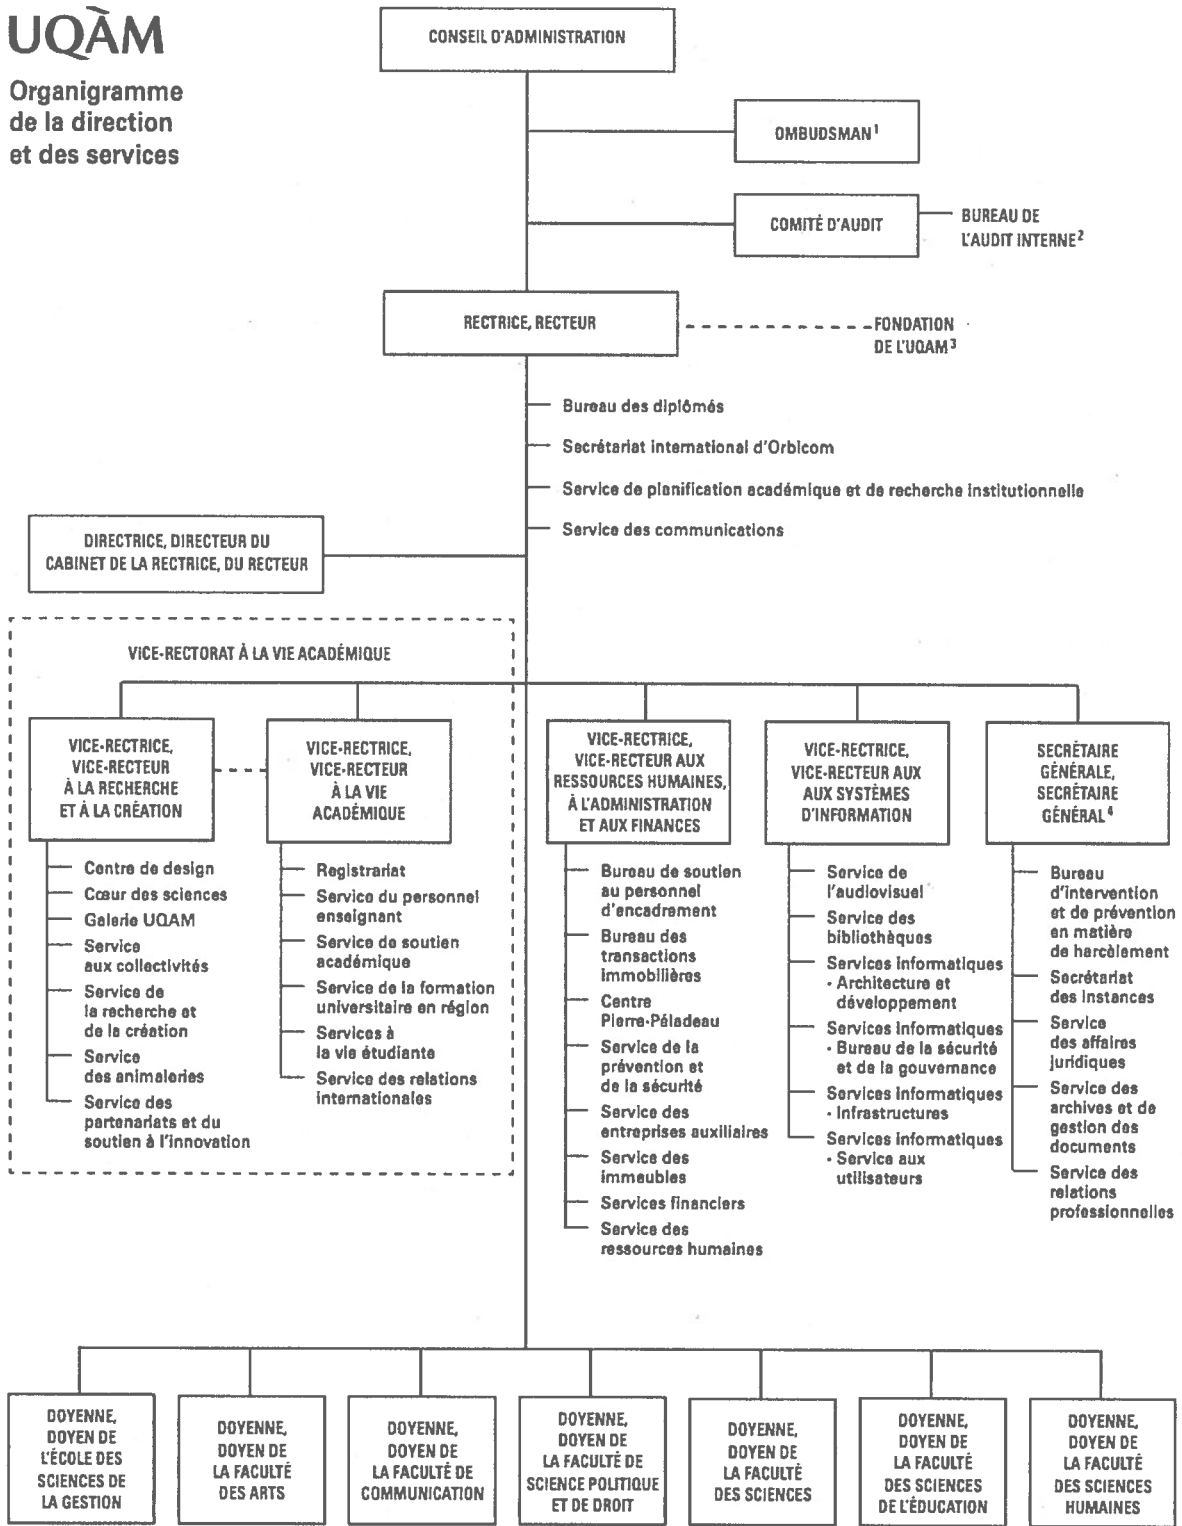 UQÀM
Organigramme
de la direction
et des services
CONSEIL D'ADMINISTRATION
OMBUDSMAN¹
COMITÉ D'AUDIT
BUREAU DE
L'AUDIT INTERNE²
RECTRICE, RECTEUR
FONDATION
DE L'UQAM³
Bureau des diplômés
Secrétariat international d'Orbicom
Service de planification académique et de recherche institutionnelle
Service des communications
DIRECTRICE, DIRECTEUR DU
CABINET DE LA RECTRICE, DU RECTEUR
VICE-RECTORAT À LA VIE ACADÉMIQUE
VICE-RECTRICE,
VICE-RECTEUR
À LA RECHERCHE
ET À LA CRÉATION
Centre de design
Cœur des sciences
Galerie UQAM
Service
aux collectivités
Service de
la recherche et
de la création
Service
des animaleries
Service des
partenariats et du
soutien à l'innovation
VICE-RECTRICE,
VICE-RECTEUR
À LA VIE
ACADÉMIQUE
Registrariat
Service du personnel
enseignant
Service de soutien
académique
Service de la formation
universitaire en région
Services à
la vie étudiante
Service des relations
internationales
VICE-RECTRICE,
VICE-RECTEUR AUX
RESSOURCES HUMAINES,
À L'ADMINISTRATION
ET AUX FINANCES
Bureau de soutien
au personnel
d'encadrement
Bureau des
transactions
immobilières
Centre
Pierre-Péladeau
Service de la
prévention et
de la sécurité
Service des
entreprises auxiliaires
Service des
immeubles
Services financiers
Service des
ressources humaines
VICE-RECTRICE,
VICE-RECTEUR AUX
AUX SYSTÈMES
D'INFORMATION
Service de
l'audiovisuel
Service des
bibliothèques
Services informatiques
• Architecture et
développement
Services informatiques
• Bureau de la sécurité
et de la gouvernance
Services informatiques
• Infrastructures
Services informatiques
• Service aux
utilisateurs
SECRÉTAIRE
GÉNÉRALE,
SECRÉTAIRE
GÉNÉRAL⁴
Bureau
d'intervention
et de prévention
en matière
de harcèlement
Secrétariat
des instances
Service
des affaires
juridiques
Service des
archives et de
gestion des
documents
Service des
relations
professionnelles
DOYENNE,
DOYEN DE
L'ÉCOLE DES
SCIENCES DE
LA GESTION
DOYENNE,
DOYEN DE
LA FACULTÉ
DES ARTS
DOYENNE,
DOYEN DE
LA FACULTÉ DE
COMMUNICATION
DOYENNE,
DOYEN DE
LA FACULTÉ DE
SCIENCE POLITIQUE
ET DE DROIT
DOYENNE,
DOYEN DE
LA FACULTÉ
DES SCIENCES
DOYENNE,
DOYEN DE
LA FACULTÉ
DES SCIENCES
DE L'ÉDUCATION
DOYENNE,
DOYEN DE
LA FACULTÉ
DES SCIENCES
HUMAINES